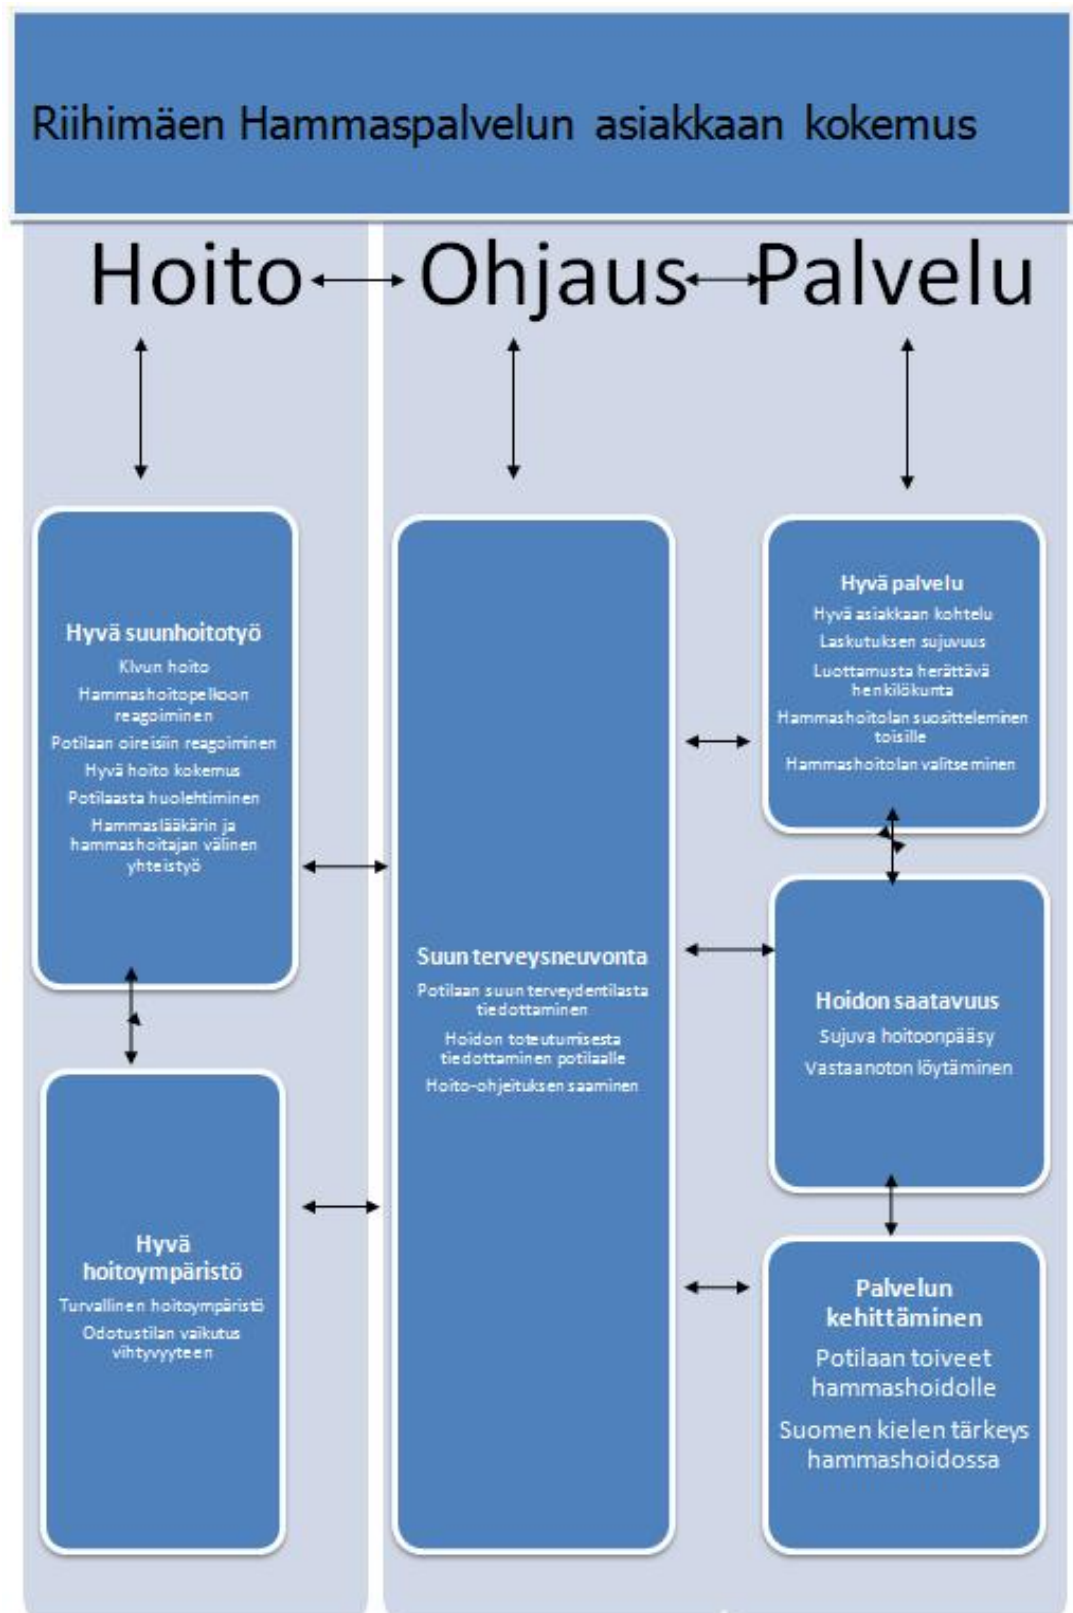 Riihimäen Hammaspalvelun asiakkaan kokemus
Hoito
Ohjaus
Palvelu
Hyvä suunhoitotyö
Kivun hoito
Hammashoitopelkoon
reagoiminen
Potilaan oireisiin reagoiminen
Hyvä hoito kokemus
Potilaasta huolehtiminen
Hammaslääkärin ja
hammashoitajan välinen
yhteistyö
Hyvä
hoitoympäristö
Turvallinen hoitoympäristö
Odotustilan vaikutus
vihtyvyyteen
Suun terveysneuvonta
Potilaan suun terveydentilasta
tiedottaminen
Hoidon toteutumisesta
tiedottaminen potilaalle
Hoito-ohjeituksen saaminen
Hyvä palvelu
Hyvä asiakkaan kohtelu
Laskutuksen sujuvuus
Luottamusta herättävä
henkilökunta
Hammashoitolan suositteleminen
toisille
Hammashoitolan valitseminen
Hoidon saatavuus
Sujuva hoitoonpääsy
Vastaanoton löytäminen
Palvelun
kehittäminen
Potilaan toiveet
hammashoidolle
Suomen kielen tärkeys
hammashoidossa